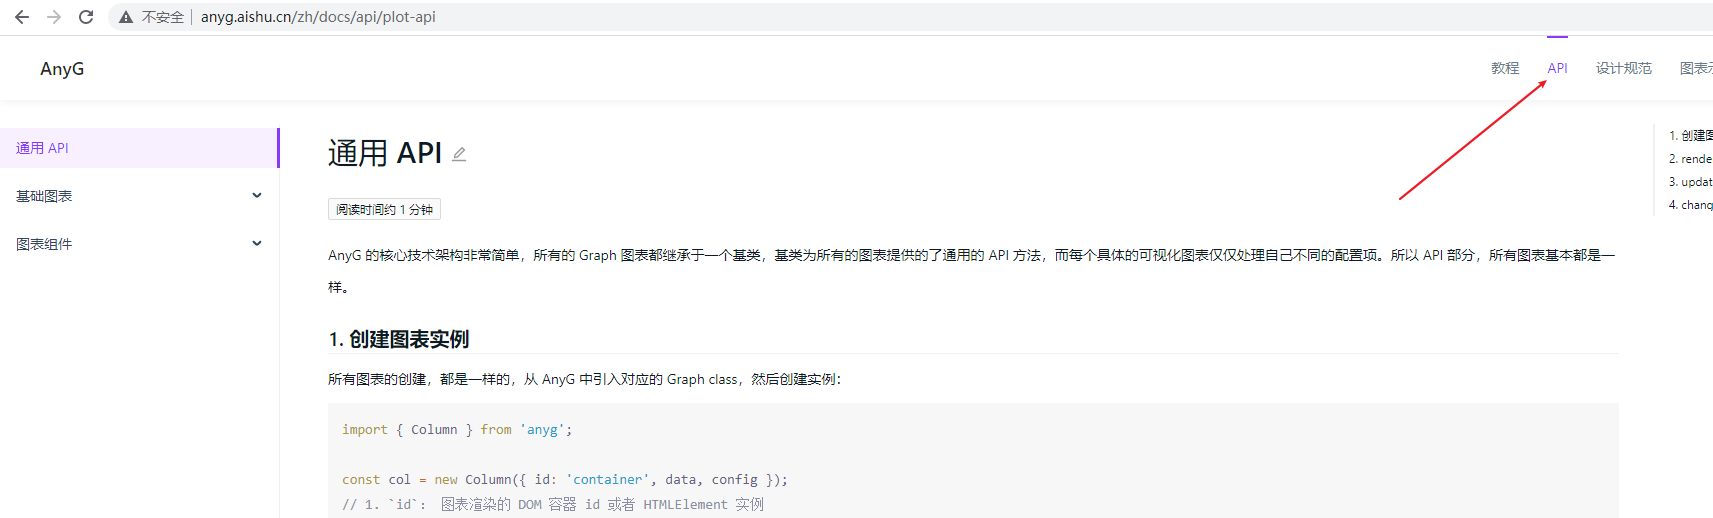 不安全 anyg.aishu.cn/zh/docs/api/plot-api
AnyG 教程 API 设计规范 图表
通用 API
基础图表
图表组件
通用 API
阅读时间约 1 分钟
AnyG 的核心技术架构非常简单，所有的 Graph 图表都继承于一个基类，基类为所有的图表提供的了通用的 API 方法，而每个具体的可视化图表仅仅处理自己不同的配置项。所以 API 部分，所有图表基本都是一
样。
1. 创建图表实例
所有图表的创建，都是一样的，从 AnyG 中引入对应的 Graph class，然后创建实例：
import { Column } from 'anyg';
const col = new Column({ id: 'container', data, config });
// 1. `id`： 图表渲染的 DOM 容器 id 或者 HTMLElement 实例
1. 创建
2. rende
3. updat
4. chang